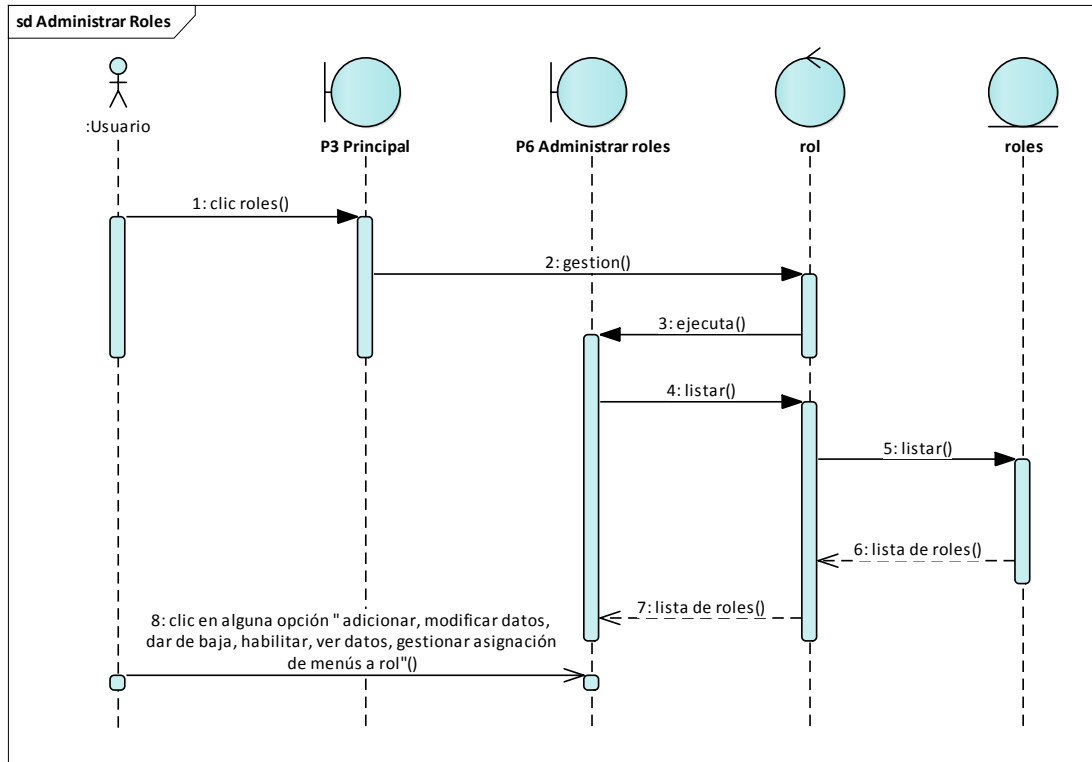 sd Administrar Roles
:Usuario
P3 Principal
P6 Administrar roles
rol
roles
1: clic roles()
2: gestion()
3: ejecuta()
4: listar()
5: listar()
6: lista de roles()
7: lista de roles()
8: clic en alguna opción " adicionar, modificar datos,
dar de baja, habilitar, ver datos, gestionar asignación
de menús a rol"()